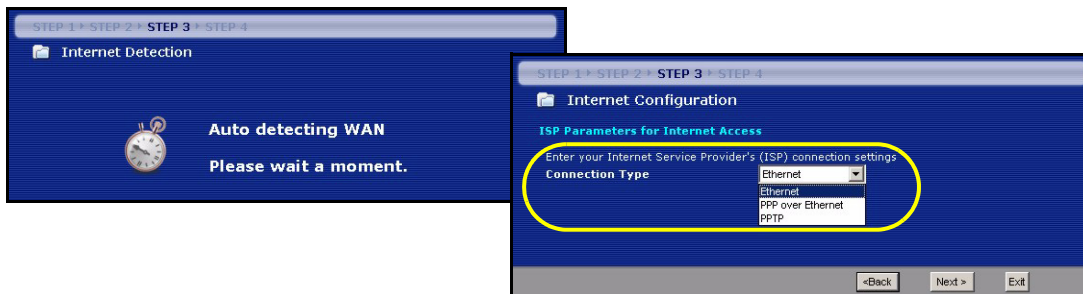 STEP 1 ▸ STEP 2 ▸ STEP 3 ▸ STEP 4
Internet Detection
Auto detecting WAN
Please wait a moment.
STEP 1 ▸ STEP 2 ▸ STEP 3 ▸ STEP 4
Internet Configuration
ISP Parameters for Internet Access
Enter your Internet Service Provider's (ISP) connection settings
Connection Type Ethernet
Ethernet
PPP over Ethernet
PPTP
<Back Next > Exit